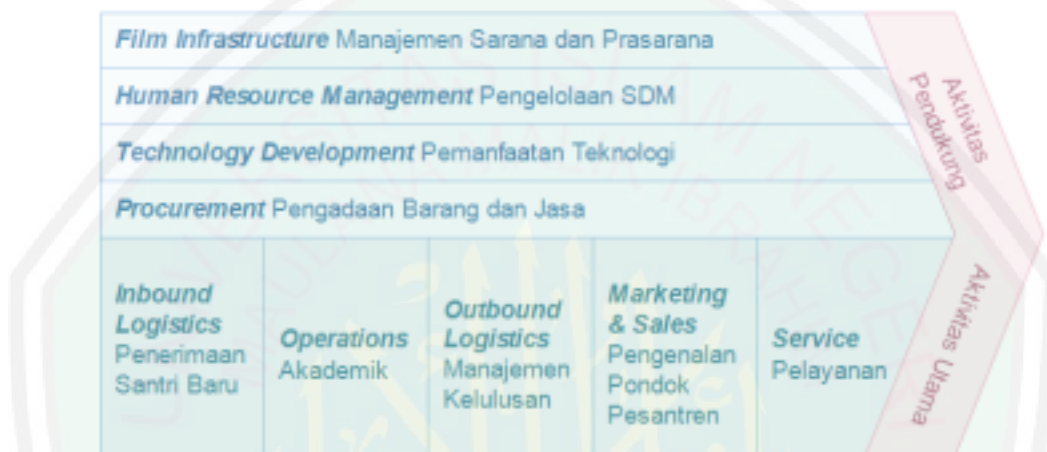 Film Infrastructure Manajemen Sarana dan Prasarana
Human Resource Management Pengelolaan SDM
Technology Development Pemanfaatan Teknologi
Procurement Pengadaan Barang dan Jasa
Aktivitas
Pendukung
Inbound
Logistics
Penerimaan
Santri Baru
Operations
Akademik
Outbound
Logistics
Manajemen
Kelulusan
Marketing
& Sales
Pengenalan
Pondok
Pesantren
Service
Pelayanan
Aktivitas Utama